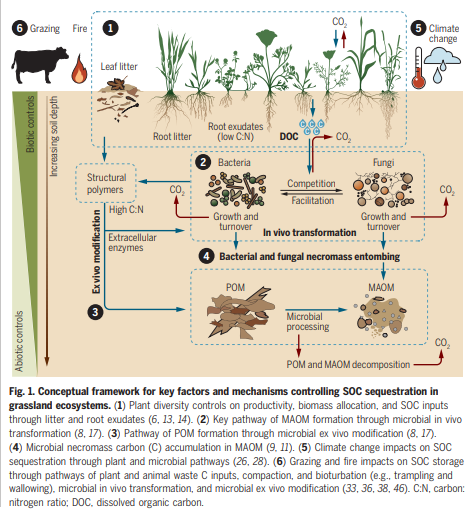 6 Grazing Fire
1
CO2
5 Climate
change
Leaf litter
Biotic controls
Increasing soil depth
Root litter
Root exudates
(low C:N)
DOC
CO2
2 Bacteria
Fungi
Structural
polymers
CO2
Competition
Facilitation
CO2
High C:N
Growth and
turnover
Growth and
turnover
Extracellular
enzymes
In vivo transformation
Ex vivo modification
4 Bacterial and fungal necromass entombing
POM
MAOM
3
Microbial
processing
Abiotic controls
CO2
POM and MAOM decomposition
Fig. 1. Conceptual framework for key factors and mechanisms controlling SOC sequestration in
grassland ecosystems. (1) Plant diversity controls on productivity, biomass allocation, and SOC inputs
through litter and root exudates (6, 13, 14). (2) Key pathway of MAOM formation through microbial in vivo
transformation (8, 17). (3) Pathway of POM formation through microbial ex vivo modification (8, 17).
(4) Microbial necromass carbon (C) accumulation in MAOM (9, 11). (5) Climate change impacts on SOC
sequestration through plant and microbial pathways (26, 28). (6) Grazing and fire impacts on SOC storage
through pathways of plant and animal waste C inputs, compaction, and bioturbation (e.g., trampling and
wallowing), microbial in vivo transformation, and microbial ex vivo modification (33, 36, 38, 46). C:N, carbon:
nitrogen ratio; DOC, dissolved organic carbon.